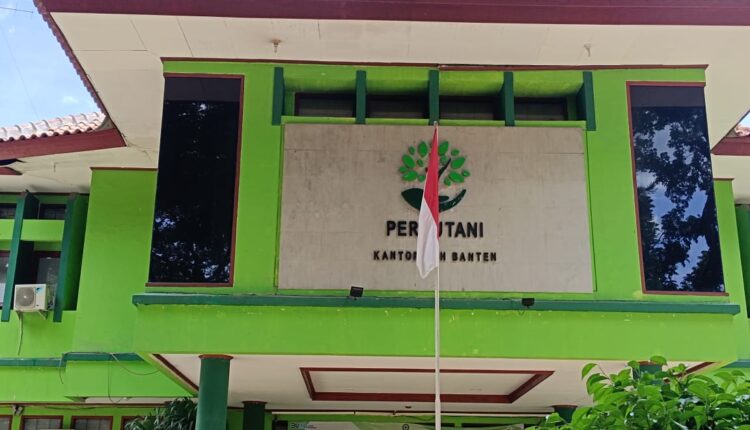 PER UTANI
KANTOR H BANTEN